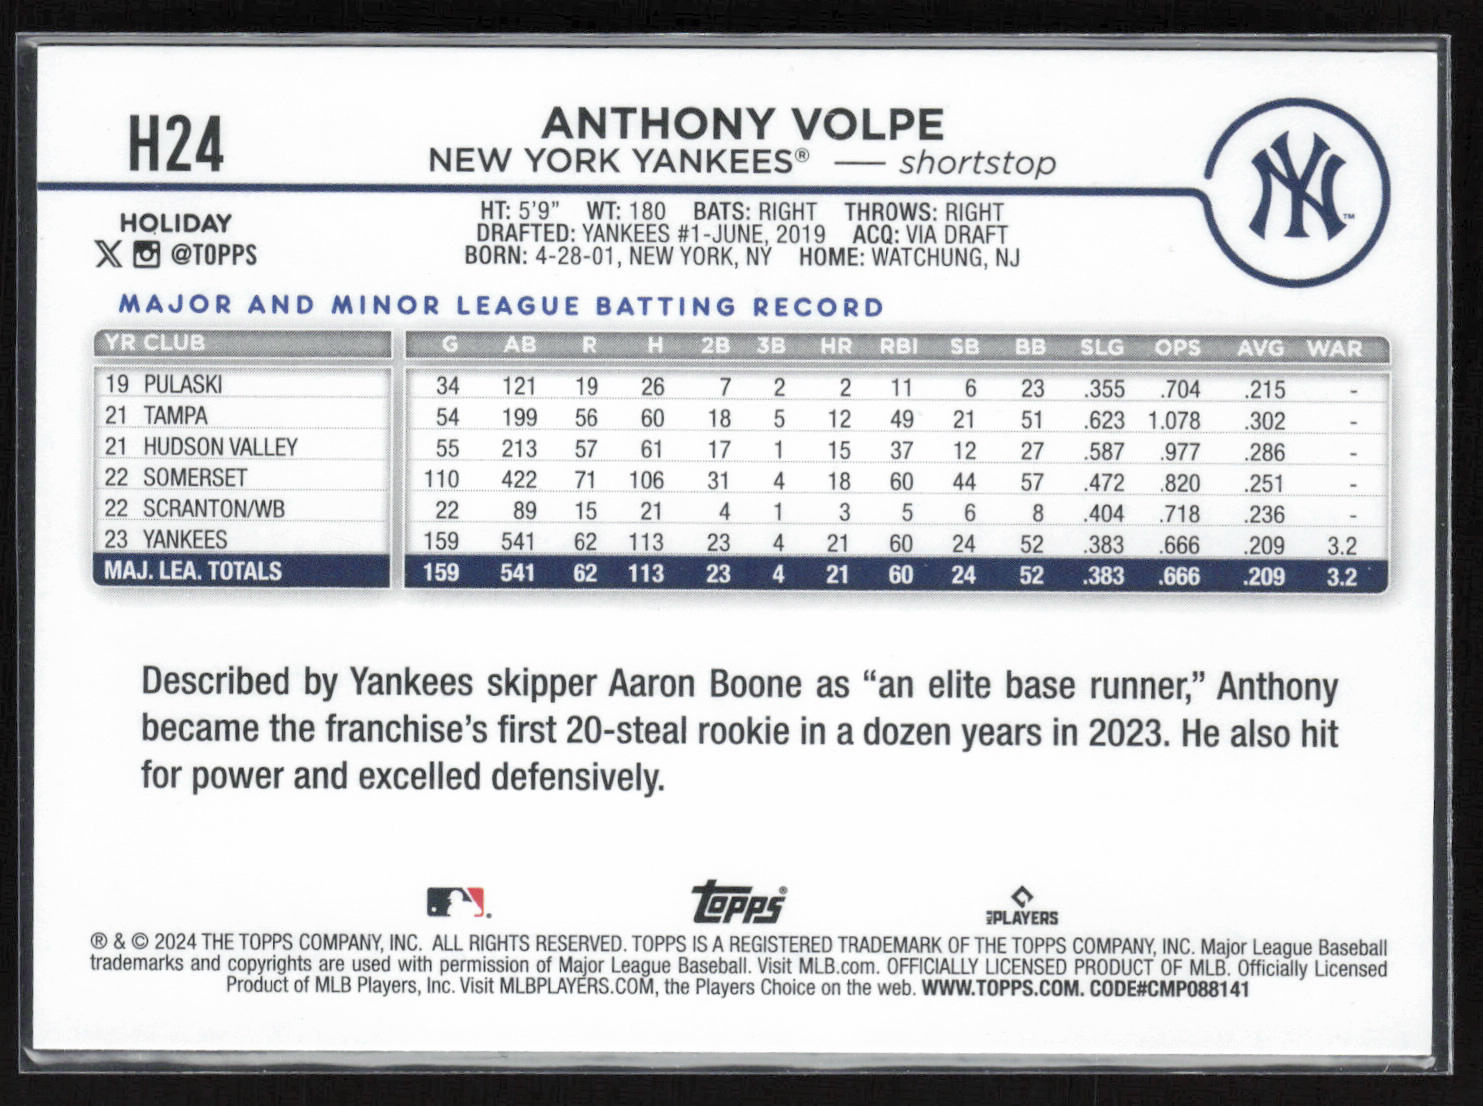 H24
ANTHONY VOLPE
NEW YORK YANKEES® — shortstop
NY ™
HOLIDAY
X @TOPPS
HT: 5'9" WT: 180 BATS: RIGHT THROWS: RIGHT
DRAFTED: YANKEES #1-JUNE, 2019 ACQ: VIA DRAFT
BORN: 4-28-01, NEW YORK, NY HOME: WATCHUNG, NJ
MAJOR AND MINOR LEAGUE BATTING RECORD
YR CLUB G AB R H 2B 3B HR RBI SB BB SLG OPS AVG WAR
19 PULASKI 34 121 19 26 7 2 2 11 6 23 .355 .704 .215 -
21 TAMPA 54 199 56 60 18 5 12 49 21 51 .623 1.078 .302 -
21 HUDSON VALLEY 55 213 57 61 17 1 15 37 12 27 .587 .977 .286 -
22 SOMERSET 110 422 71 106 31 4 18 60 44 57 .472 .820 .251 -
22 SCRANTON/WB 22 89 15 21 4 1 3 5 6 8 .404 .718 .236 -
23 YANKEES 159 541 62 113 23 4 21 60 24 52 .383 .666 .209 3.2
MAJ. LEA. TOTALS 159 541 62 113 23 4 21 60 24 52 .383 .666 .209 3.2
Described by Yankees skipper Aaron Boone as “an elite base runner,” Anthony
became the franchise’s first 20-steal rookie in a dozen years in 2023. He also hit
for power and excelled defensively.
Topps®
MLB PLAYERS
® & © 2024 THE TOPPS COMPANY, INC. ALL RIGHTS RESERVED. TOPPS IS A REGISTERED TRADEMARK OF THE TOPPS COMPANY, INC. Major League Baseball
trademarks and copyrights are used with permission of Major League Baseball. Visit MLB.com. OFFICIALLY LICENSED PRODUCT OF MLB. Officially Licensed
Product of MLB Players, Inc. Visit MLBPLAYERS.COM, the Players Choice on the web. WWW.TOPPS.COM. CODE#CMP088141